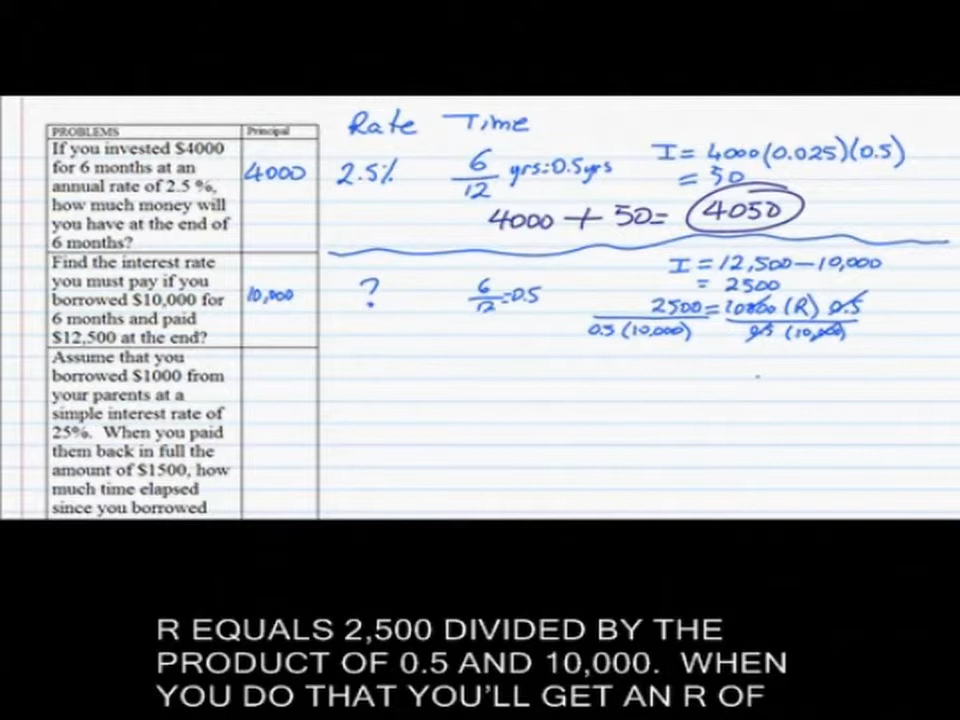 Rate Time
PROBLEMS Principal
If you invested $4000
for 6 months at an
annual rate of 2.5 %,
how much money will
you have at the end of
6 months?
4000 2.5% 6/12 yrs=0.5yrs
I = 4000(0.025)(0.5)
= 50
4000 + 50= 4050
Find the interest rate
you must pay if you
borrowed $10,000 for
6 months and paid
$12,500 at the end?
10,000 ? 6/12=0.5
I = 12,500-10,000
= 2500
2500=10000 (R) 0.5
0.5 (10,000) 0.5 (10,000)
Assume that you
borrowed $1000 from
your parents at a
simple interest rate of
25%. When you paid
them back in full the
amount of $1500, how
much time elapsed
since you borrowed
R EQUALS 2,500 DIVIDED BY THE
PRODUCT OF 0.5 AND 10,000. WHEN
YOU DO THAT YOU'LL GET AN R OF